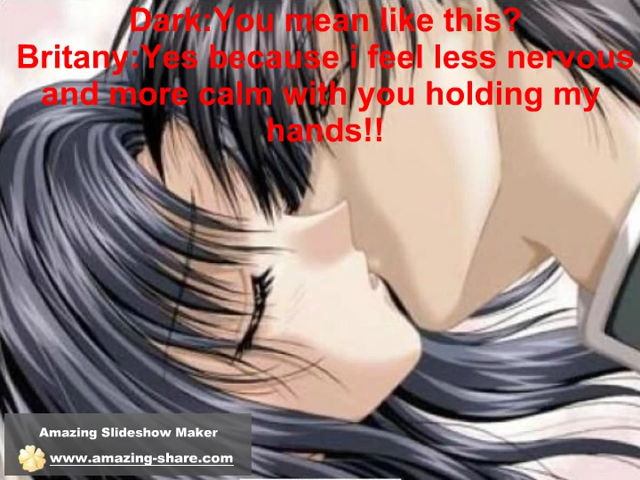 Dark:You mean like this?
Britany:Yes because i feel less nervous
and more calm with you holding my
hands!!
Amazing Slideshow Maker
www.amazing-share.com